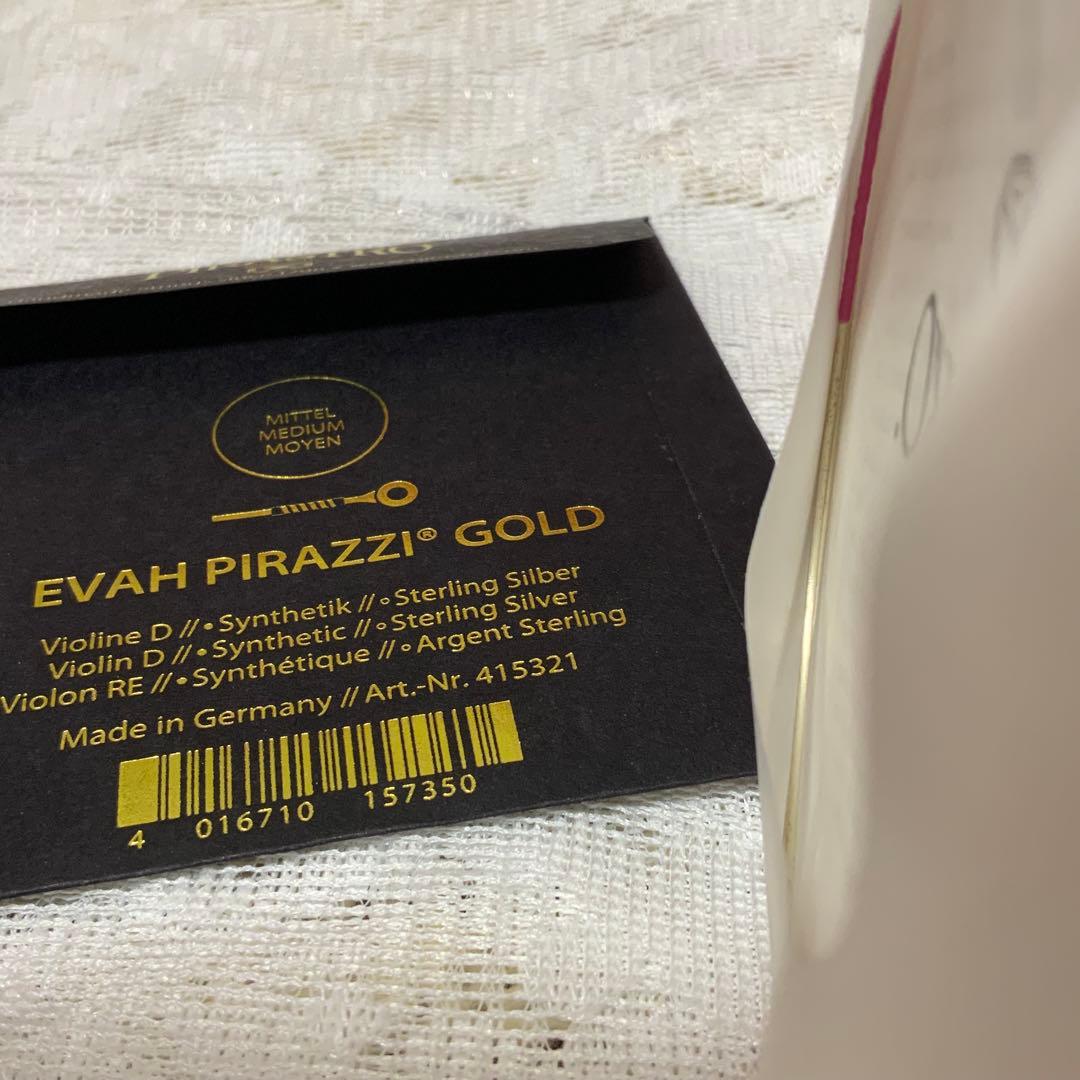 PIRASTRO
MITTEL
MEDIUM
MOYEN
EVAH PIRAZZI® GOLD
Violine D // •Synthetik // ∘Sterling Silber
Violin D // •Synthetic // ∘Sterling Silver
Violon RE // •Synthétique // ∘Argent Sterling
Made in Germany // Art.-Nr. 415321
4 016710 157350